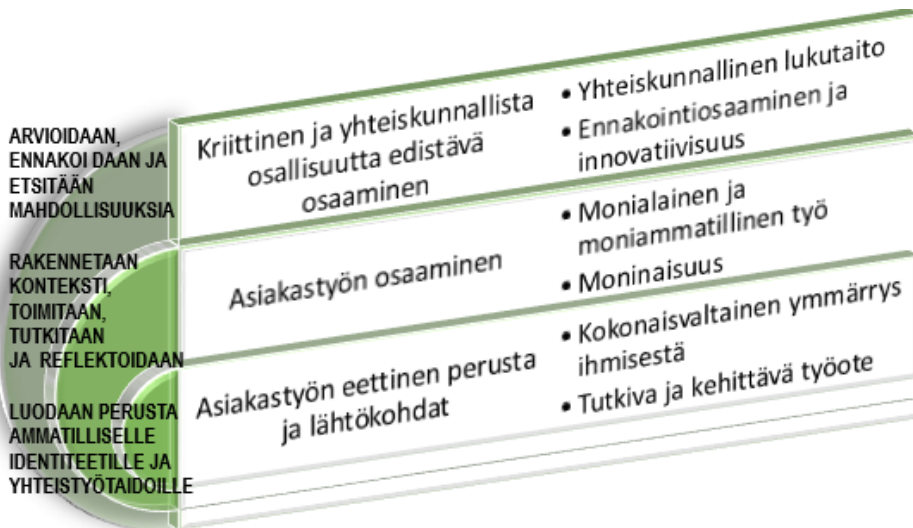 ARVIOIDAAN,
ENNAKOI DAAN JA
ETSITÄÄN
MAHDOLLISUUKSIA
Kriittinen ja yhteiskunnallista
osallisuutta edistävä
osaaminen
• Yhteiskunnallinen lukutaito
• Ennakointiosaaminen ja
innovatiivisuus
RAKENNETAAN
KONTEKSTI,
TOIMITAAN,
TUTKITAAN
JA REFLEKTOIDAAN
Asiakastyön osaaminen
• Monialainen ja
moniammatillinen työ
• Moninaisuus
LUODAAN PERUSTA
AMMATILLISELLE
IDENTITEETILLE JA
YHTEISTYÖTAIDOILLE
Asiakastyön eettinen perusta
ja lähtökohdat
• Kokonaisvaltainen ymmärrys
ihmisestä
• Tutkiva ja kehittävä työote